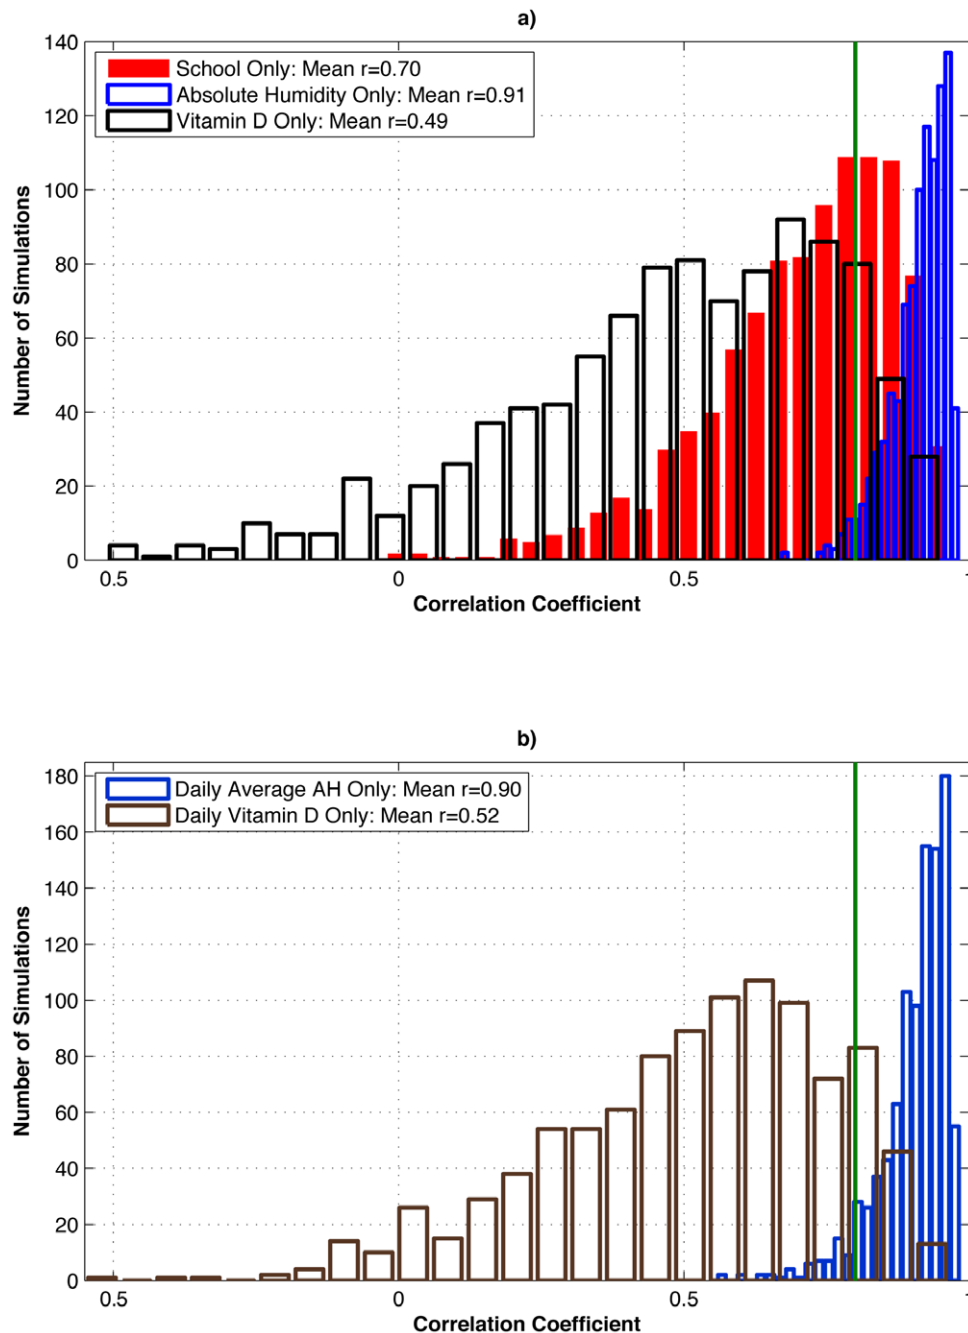 a)
140
120
100
80
60
40
20
0
Number of Simulations
School Only: Mean r=0.70
Absolute Humidity Only: Mean r=0.91
Vitamin D Only: Mean r=0.49
0.5 0 0.5 1
Correlation Coefficient
b)
180
160
140
120
100
80
60
40
20
0
Number of Simulations
Daily Average AH Only: Mean r=0.90
Daily Vitamin D Only: Mean r=0.52
0.5 0 0.5 1
Correlation Coefficient